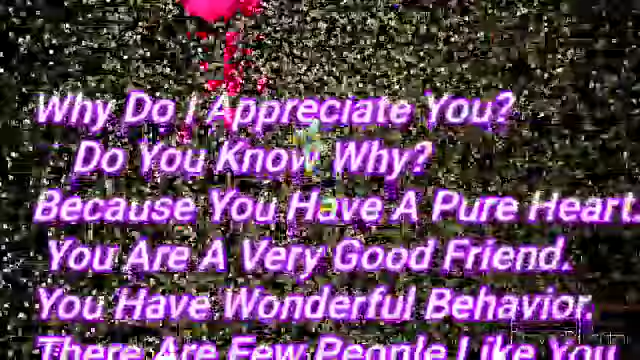 Why Do I Appreciate You?
Do You Know Why?
Because You Have A Pure Heart.
You Are A Very Good Friend.
You Have Wonderful Behavior.
There Are Few People Like You